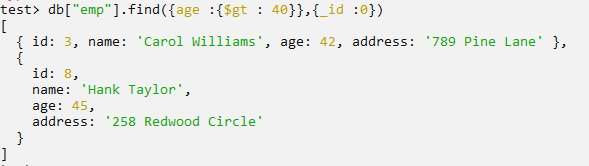 test> db["emp"].find({age :{$gt : 40}},{_id :0})
[
  { id: 3, name: 'Carol Williams', age: 42, address: '789 Pine Lane' },
  {
    id: 8,
    name: 'Hank Taylor',
    age: 45,
    address: '258 Redwood Circle'
  }
]